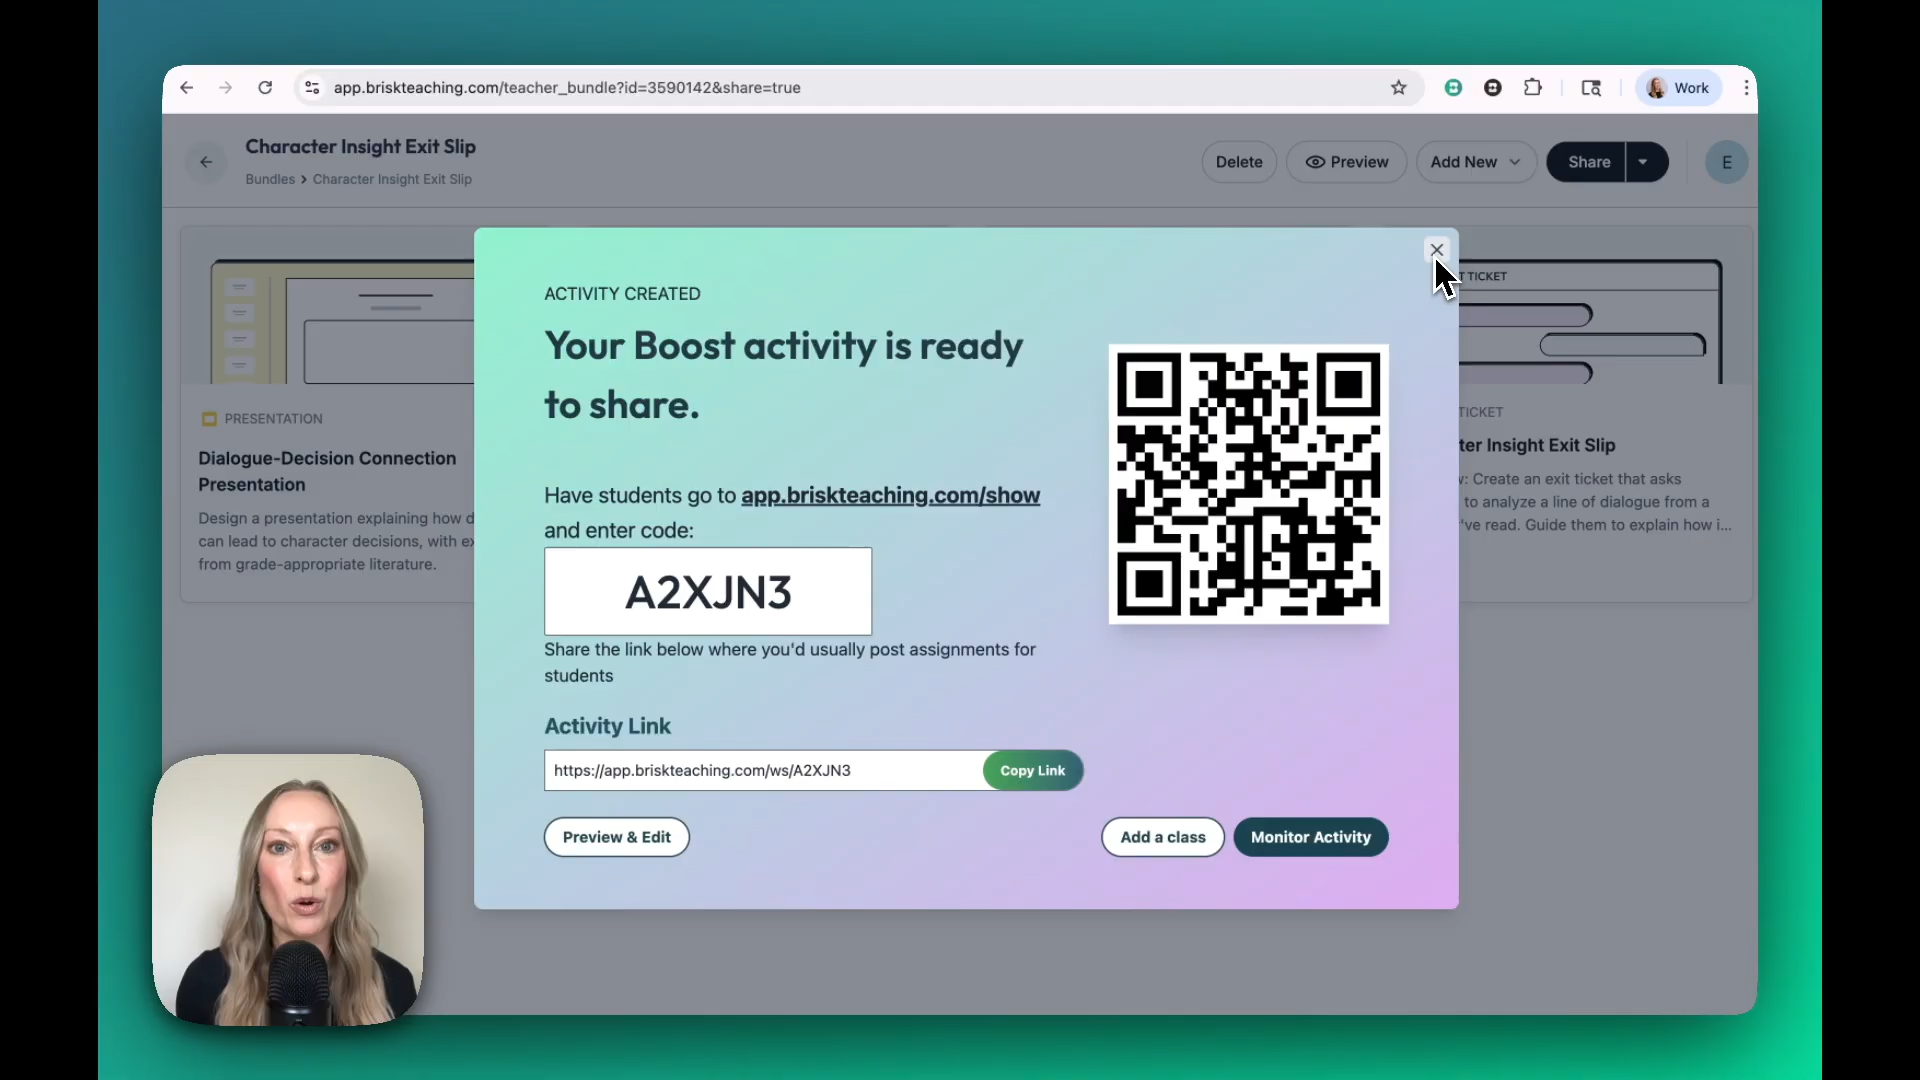 app.briskteaching.com/teacher_bundle?id=3590142&share=true
Work
Character Insight Exit Slip
Bundles > Character Insight Exit Slip
Delete
Preview
Add New
Share
E
ACTIVITY CREATED
Your Boost activity is ready
to share.
Have students go to app.briskteaching.com/show
and enter code:
A2XJN3
Share the link below where you'd usually post assignments for
students
Activity Link
https://app.briskteaching.com/ws/A2XJN3
Copy Link
Preview & Edit
Add a class
Monitor Activity
PRESENTATION
Dialogue-Decision Connection
Presentation
Design a presentation explaining how d
can lead to character decisions, with ex
from grade-appropriate literature.
T TICKET
TICKET
ter Insight Exit Slip
w: Create an exit ticket that asks
to analyze a line of dialogue from a
've read. Guide them to explain how i...